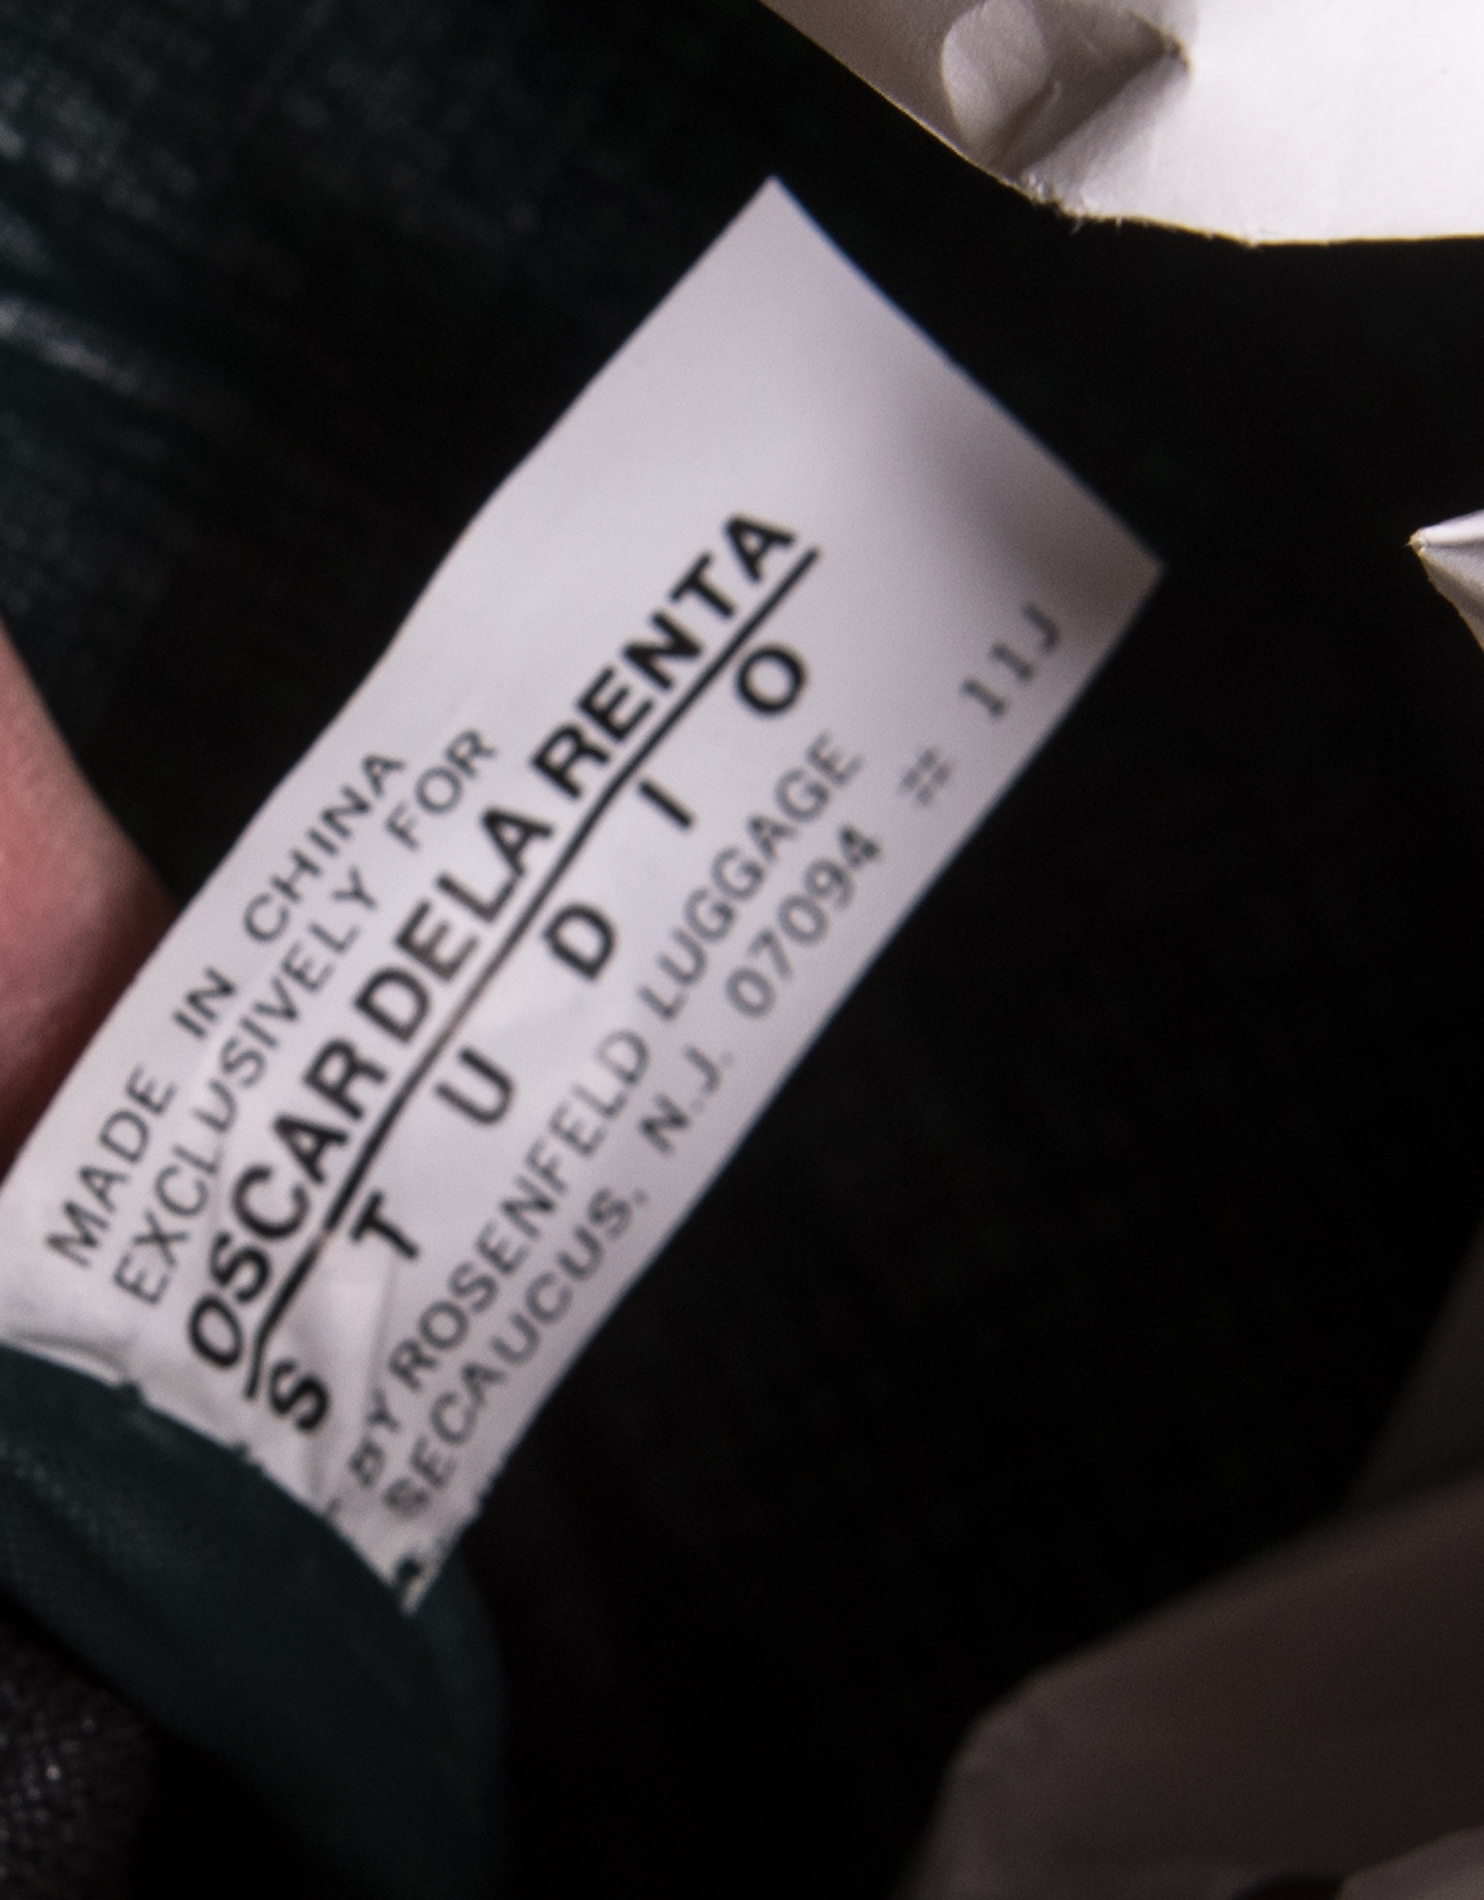 MADE IN CHINA
EXCLUSIVELY FOR
OSCAR DE LA RENTA
S T U D I O
BY ROSENFELD LUGGAGE
SECAUCUS, N.J. 07094 # 11J